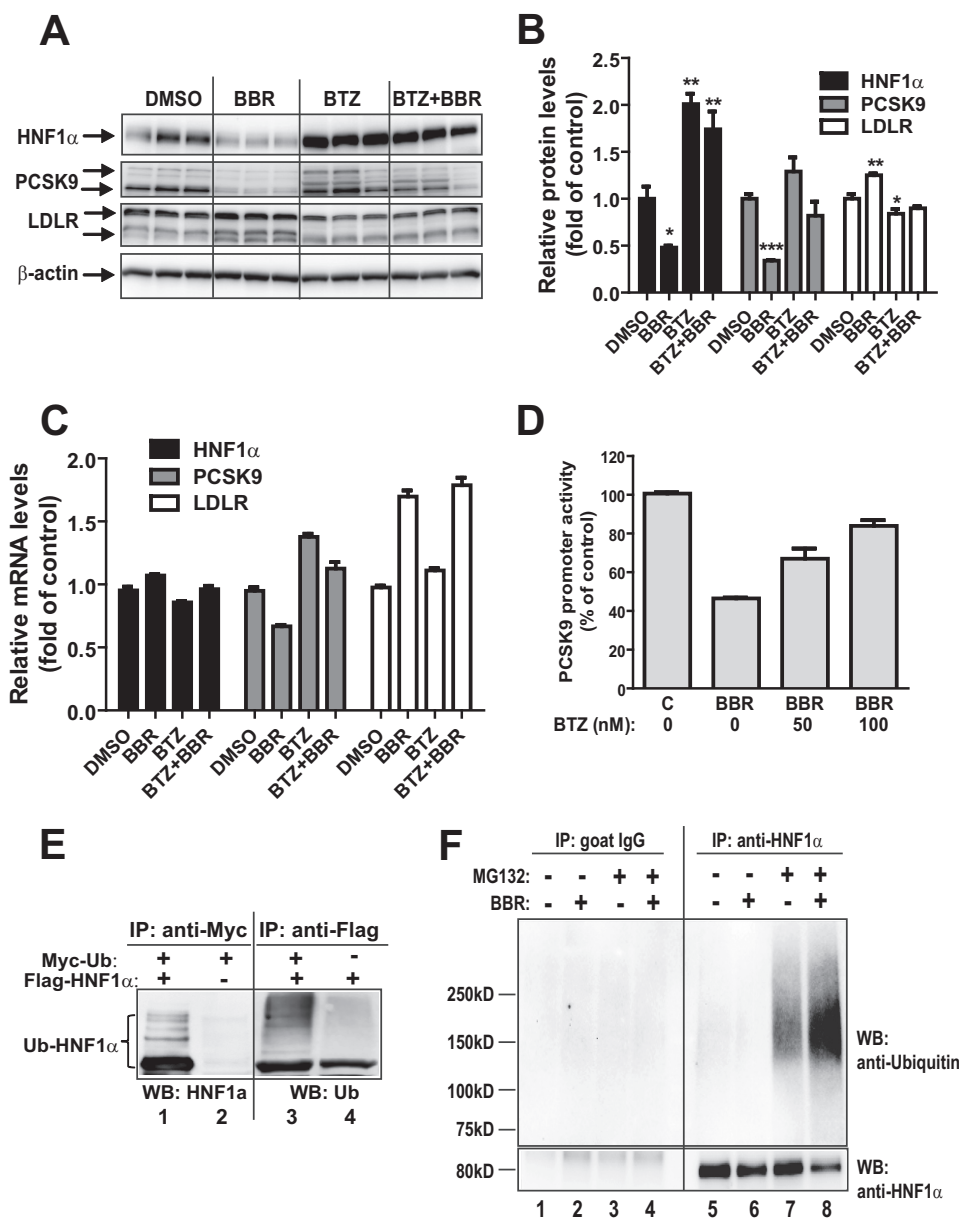 A
DMSO BBR BTZ BTZ+BBR
HNF1α
PCSK9
LDLR
β-actin
B
Relative protein levels
(fold of control)
2.5
2.0
1.5
1.0
0.5
0.0
HNF1α
PCSK9
LDLR
* ** ** *** ** *
DMSO BBR BTZ BTZ+BBR DMSO BBR BTZ BTZ+BBR DMSO BBR BTZ BTZ+BBR
C
Relative mRNA levels
(fold of control)
2.0
1.5
1.0
0.5
0.0
HNF1α
PCSK9
LDLR
DMSO BBR BTZ BTZ+BBR DMSO BBR BTZ BTZ+BBR DMSO BBR BTZ BTZ+BBR
D
PCSK9 promoter activity
(% of control)
120
100
80
60
40
20
0
C BBR BBR BBR
BTZ (nM): 0 0 50 100
E
IP: anti-Myc IP: anti-Flag
Myc-Ub: + + + -
Flag-HNF1α: + - + +
Ub-HNF1α
WB: HNF1a WB: Ub
1 2 3 4
F
IP: goat IgG IP: anti-HNF1α
MG132: - - + + - - + +
BBR: - + - + - + - +
250kD
150kD
100kD
75kD
WB:
anti-Ubiquitin
80kD
WB:
anti-HNF1α
1 2 3 4 5 6 7 8